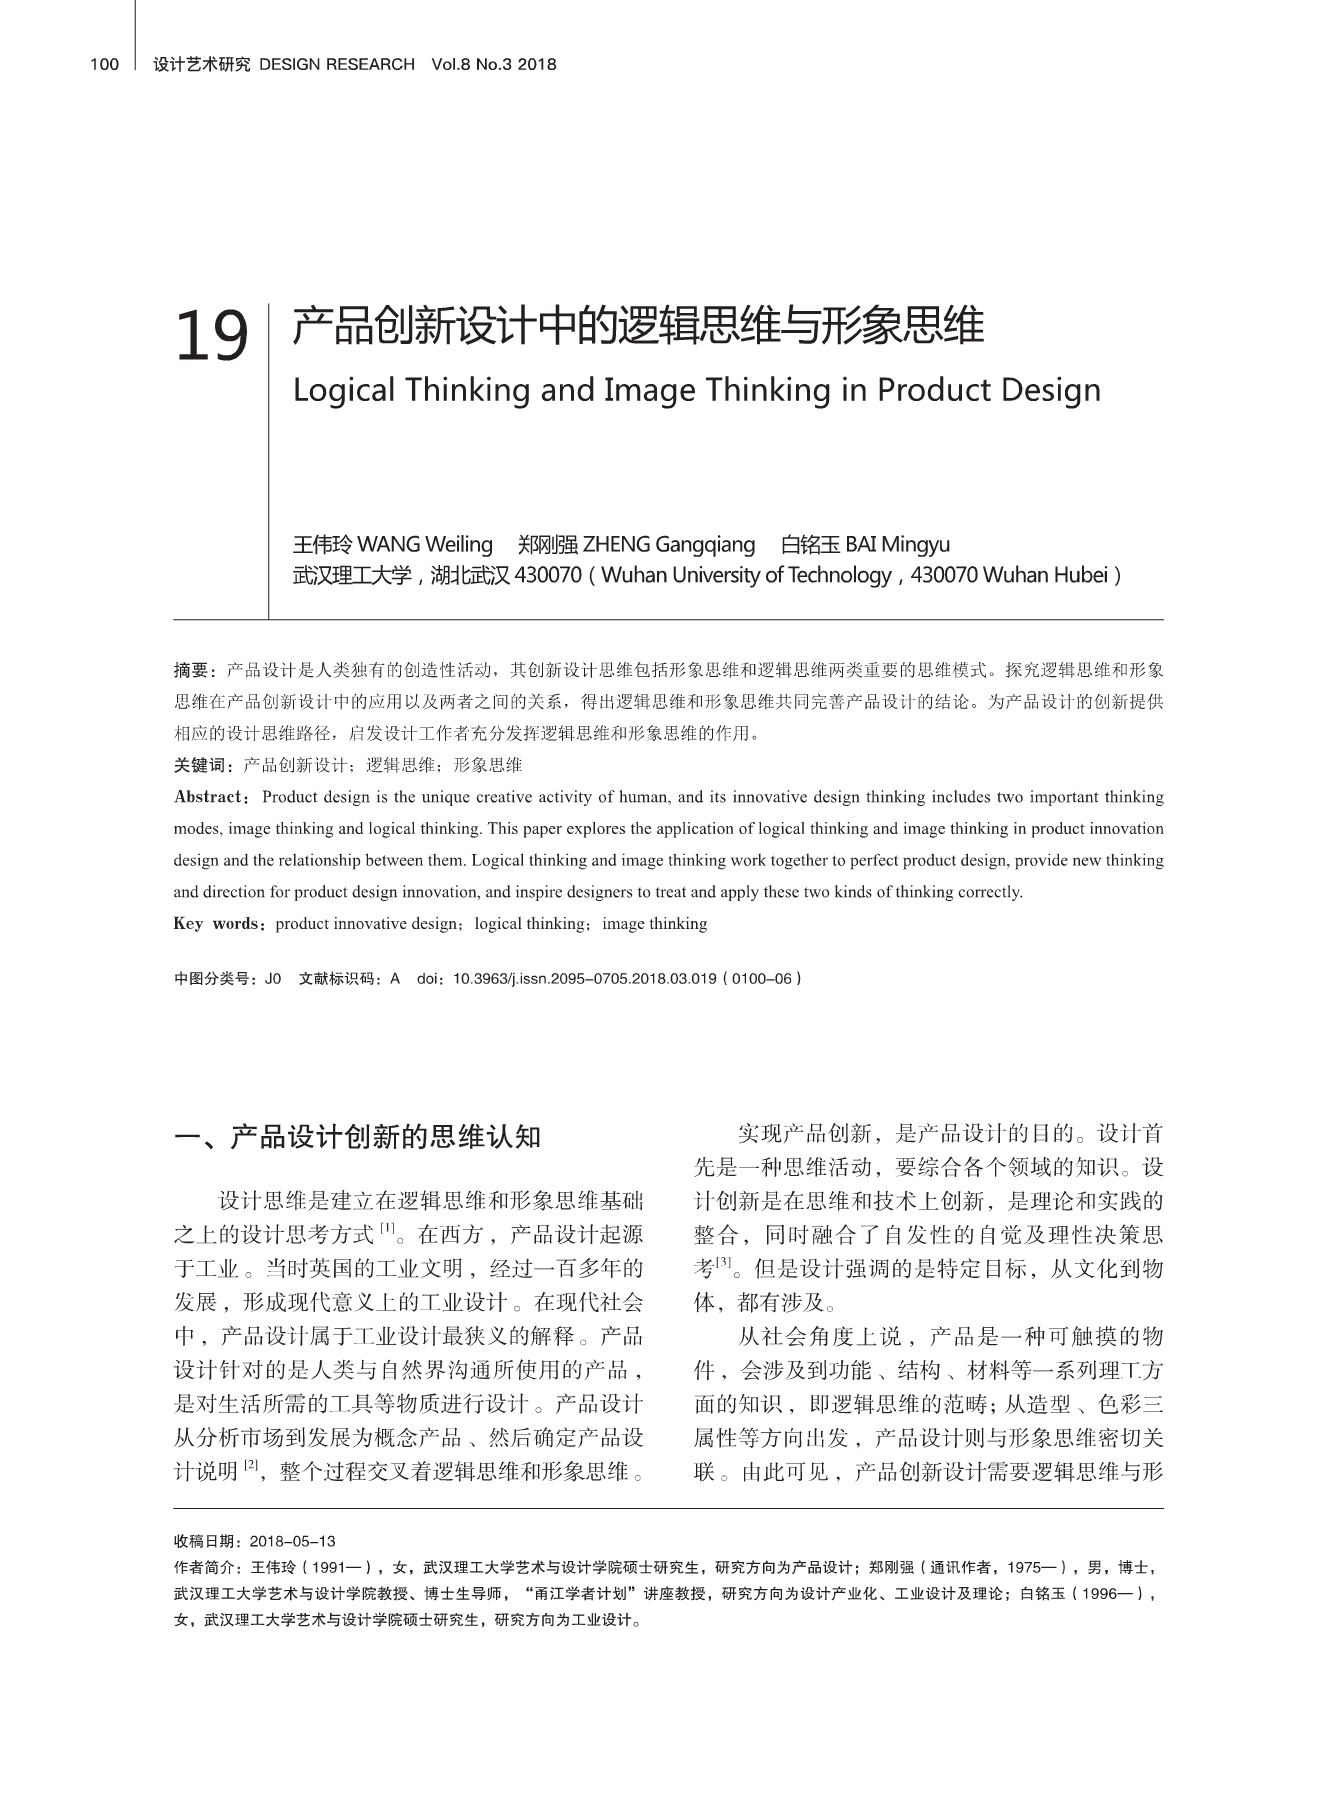 100 设计艺术研究 DESIGN RESEARCH Vol.8 No.3 2018
19
产品创新设计中的逻辑思维与形象思维
Logical Thinking and Image Thinking in Product Design
王伟玲 WANG Weiling 郑刚强 ZHENG Gangqiang 白铭玉 BAI Mingyu
武汉理工大学，湖北武汉 430070（Wuhan University of Technology，430070 Wuhan Hubei）
摘要：产品设计是人类独有的创造性活动，其创新设计思维包括形象思维和逻辑思维两类重要的思维模式。探究逻辑思维和形象
思维在产品创新设计中的应用以及两者之间的关系，得出逻辑思维和形象思维共同完善产品设计的结论。为产品设计的创新提供
相应的设计思维路径，启发设计工作者充分发挥逻辑思维和形象思维的作用。
关键词：产品创新设计；逻辑思维；形象思维
Abstract：Product design is the unique creative activity of human, and its innovative design thinking includes two important thinking
modes, image thinking and logical thinking. This paper explores the application of logical thinking and image thinking in product innovation
design and the relationship between them. Logical thinking and image thinking work together to perfect product design, provide new thinking
and direction for product design innovation, and inspire designers to treat and apply these two kinds of thinking correctly.
Key words：product innovative design；logical thinking；image thinking
中图分类号：J0 文献标识码：A doi：10.3963/j.issn.2095-0705.2018.03.019（0100-06）
一、产品设计创新的思维认知
设计思维是建立在逻辑思维和形象思维基础
之上的设计思考方式[1]。在西方，产品设计起源
于工业。当时英国的工业文明，经过一百多年的
发展，形成现代意义上的工业设计。在现代社会
中，产品设计属于工业设计最狭义的解释。产品
设计针对的是人类与自然界沟通所使用的产品，
是对生活所需的工具等物质进行设计。产品设计
从分析市场到发展为概念产品、然后确定产品设
计说明[2]，整个过程交叉着逻辑思维和形象思维。
实现产品创新，是产品设计的目的。设计首
先是一种思维活动，要综合各个领域的知识。设
计创新是在思维和技术上创新，是理论和实践的
整合，同时融合了自发性的自觉及理性决策思
考[3]。但是设计强调的是特定目标，从文化到物
体，都有涉及。
从社会角度上说，产品是一种可触摸的物
件，会涉及到功能、结构、材料等一系列理工方
面的知识，即逻辑思维的范畴；从造型、色彩三
属性等方向出发，产品设计则与形象思维密切关
联。由此可见，产品创新设计需要逻辑思维与形
收稿日期：2018-05-13
作者简介：王伟玲（1991—），女，武汉理工大学艺术与设计学院硕士研究生，研究方向为产品设计；郑刚强（通讯作者，1975—），男，博士，
武汉理工大学艺术与设计学院教授、博士生导师，“甬江学者计划”讲座教授，研究方向为设计产业化、工业设计及理论；白铭玉（1996—），
女，武汉理工大学艺术与设计学院硕士研究生，研究方向为工业设计。